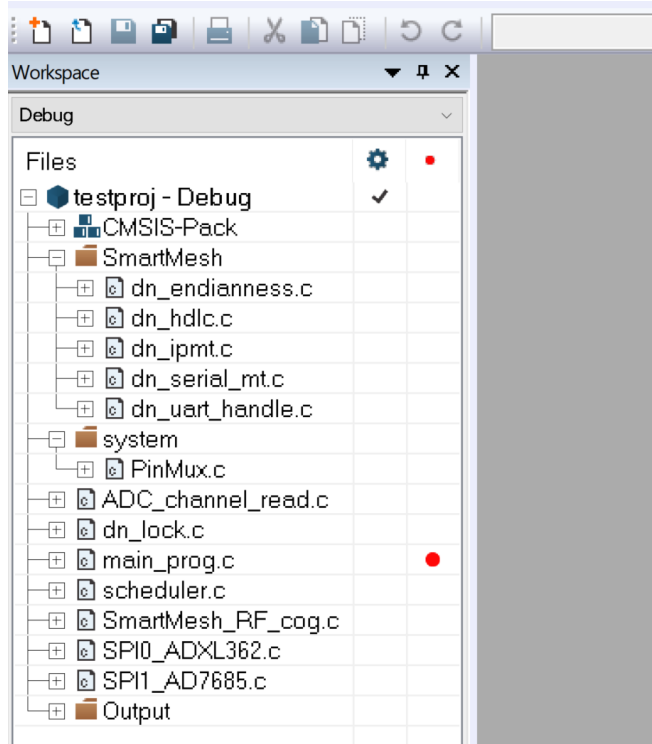 Workspace
Debug
Files
testproj - Debug
CMSIS-Pack
SmartMesh
dn_endianness.c
dn_hdlc.c
dn_ipmt.c
dn_serial_mt.c
dn_uart_handle.c
system
PinMux.c
ADC_channel_read.c
dn_lock.c
main_prog.c
scheduler.c
SmartMesh_RF_cog.c
SPI0_ADXL362.c
SPI1_AD7685.c
Output